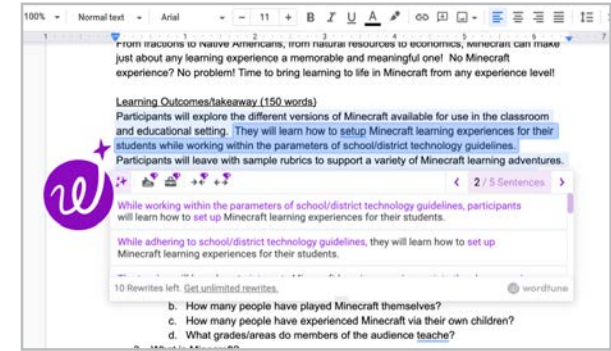 100% Normal text Arial - 11 + B I U A
From fractions to Native Americans, from natural resources to economics, Minecraft can make
just about any learning experience a memorable and meaningful one! No Minecraft
experience? No problem! Time to bring learning to life in Minecraft from any experience level!
Learning Outcomes/takeaway (150 words)
Participants will explore the different versions of Minecraft available for use in the classroom
and educational setting. They will learn how to setup Minecraft learning experiences for their
students while working within the parameters of school/district technology guidelines.
Participants will leave with sample rubrics to support a variety of Minecraft learning adventures.
w
2 / 5 Sentences
While working within the parameters of school/district technology guidelines, participants
will learn how to set up Minecraft learning experiences for their students.
While adhering to school/district technology guidelines, they will learn how to set up
Minecraft learning experiences for their students.
10 Rewrites left. Get unlimited rewrites. wordtune
b. How many people have played Minecraft themselves?
c. How many people have experienced Minecraft via their own children?
d. What grades/areas do members of the audience teache?